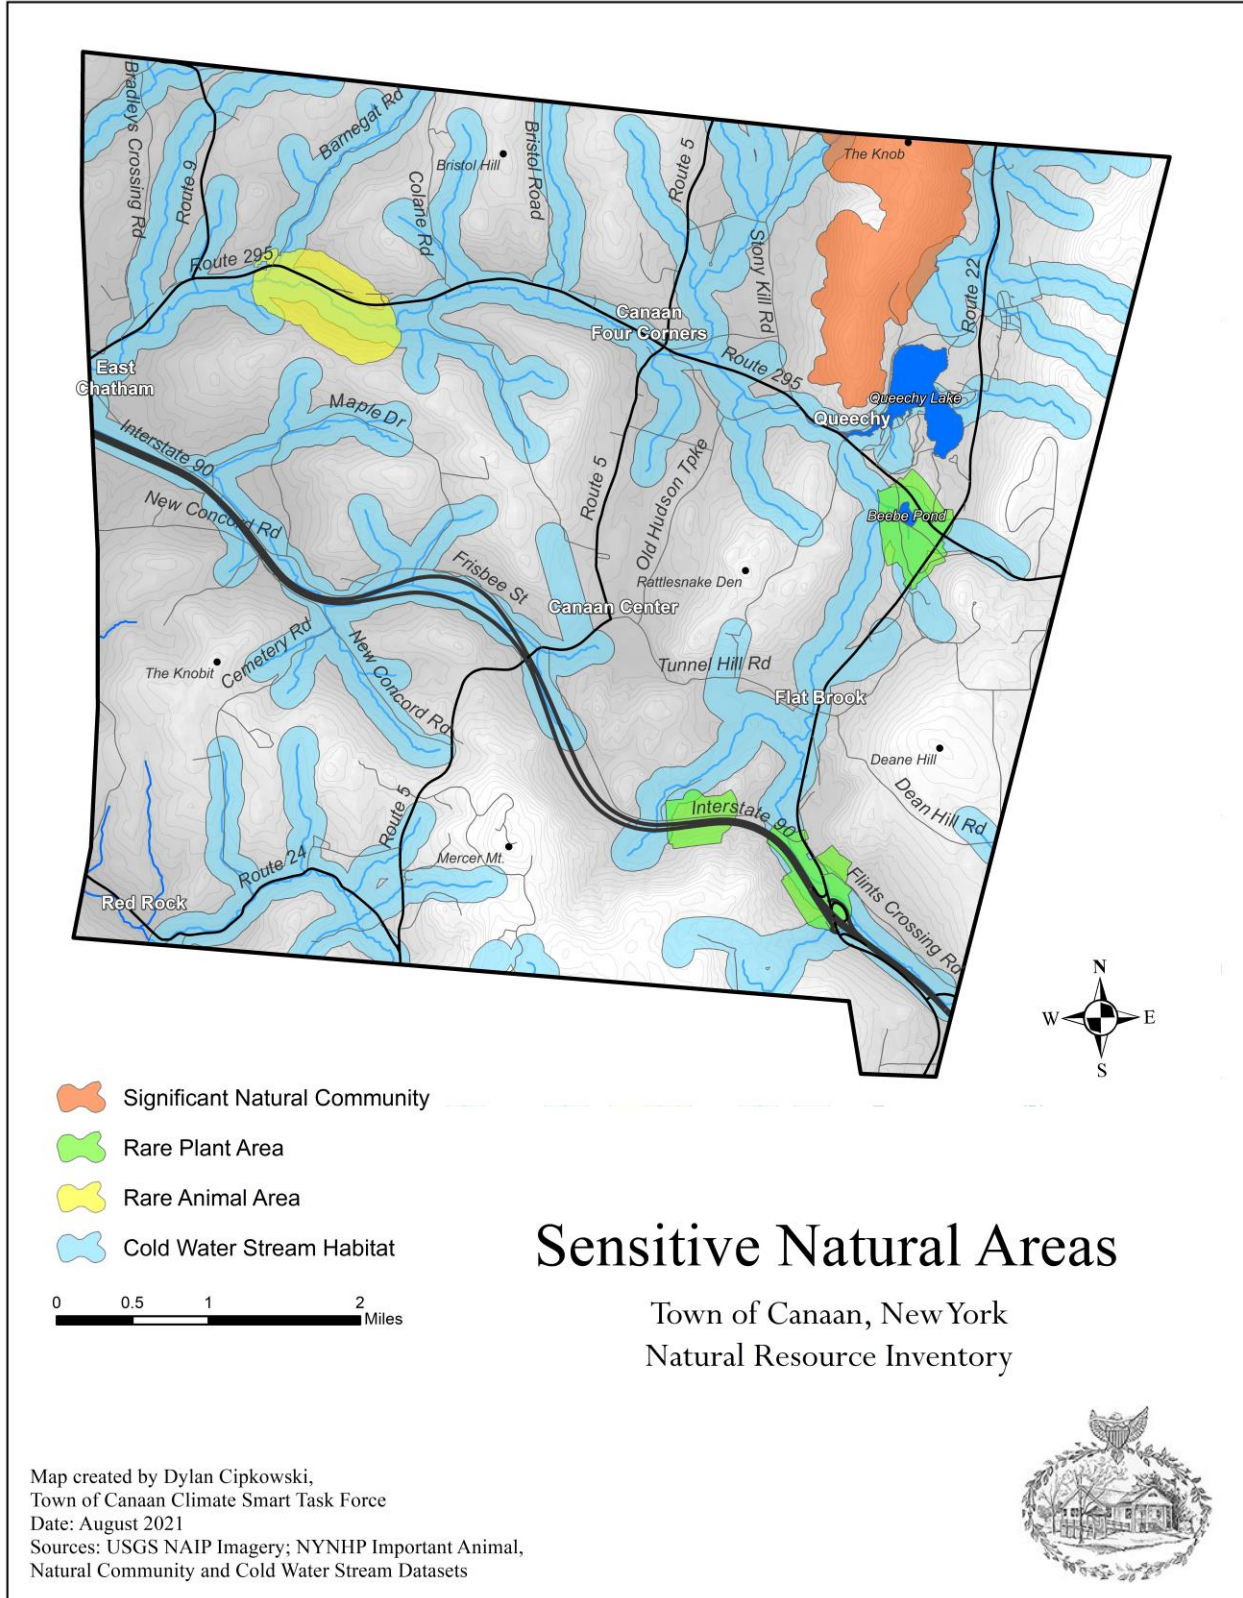 Bradleys Crossing Rd
Route 9
Barnegat Rd
Bristol Hill
Bristol Road
Colane Rd
Route 5
The Knob
Stony Kill Rd
Route 22
Route 295
Canaan
Four Corners
Route 295
East
Chatham
Queechy Lake
Queechy
Maple Dr
Interstate 90
New Concord Rd
Route 5
Old Hudson Tpke
Beebe Pond
Frisbee St
Rattlesnake Den
Canaan Center
Cemetery Rd
The Knobit
New Concord Rd
Tunnel Hill Rd
Flat Brook
Deane Hill
Dean Hill Rd
Interstate 90
Route 5
Mercer Mt.
Route 24
Red Rock
Flints Crossing Rd
N
W
E
S
Significant Natural Community
Rare Plant Area
Rare Animal Area
Cold Water Stream Habitat
0 0.5 1 2
Miles
Sensitive Natural Areas
Town of Canaan, New York
Natural Resource Inventory
Map created by Dylan Cipkowski,
Town of Canaan Climate Smart Task Force
Date: August 2021
Sources: USGS NAIP Imagery; NYNHP Important Animal,
Natural Community and Cold Water Stream Datasets